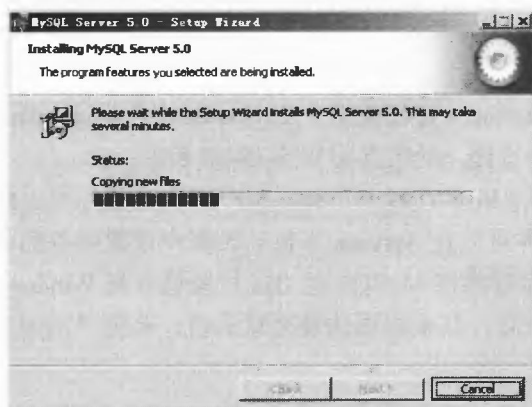 MySQL Server 5.0 - Setup Wizard
Installing MySQL Server 5.0
The program features you selected are being installed.
Please wait while the Setup Wizard installs MySQL Server 5.0. This may take
several minutes.
Status:
Copying new files
< Back
Next >
Cancel